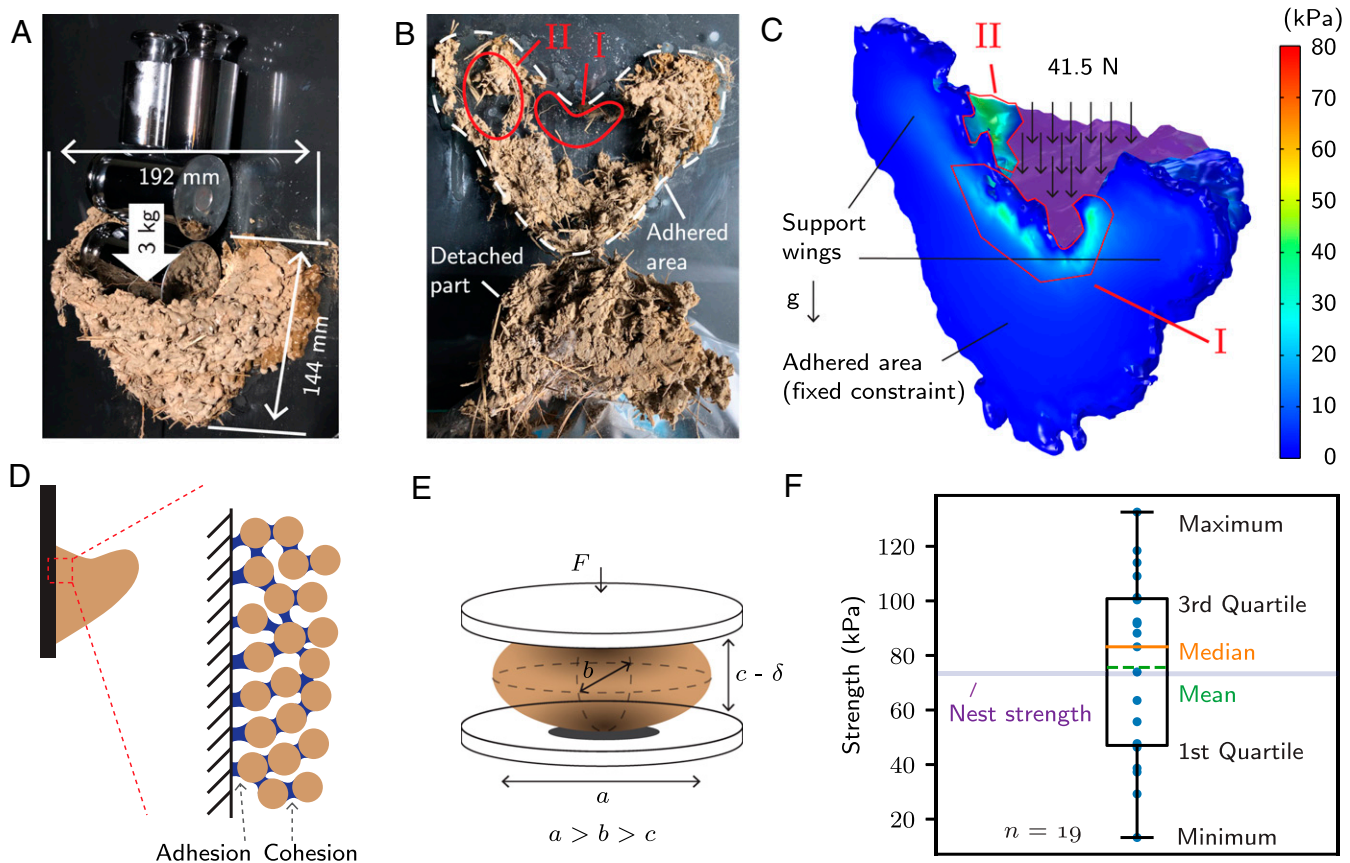 A
192 mm
3 kg
144 mm
B
II
I
Adhered
area
Detached
part
C
(kPa)
II
41.5 N
80
70
60
50
40
30
20
10
0
Support
wings
g
I
Adhered area
(fixed constraint)
D
Adhesion Cohesion
E
F
b
c - δ
a
a > b > c
F
Strength (kPa)
120
100
80
60
40
20
Maximum
3rd Quartile
Median
Mean
Nest strength
1st Quartile
n = 19
Minimum